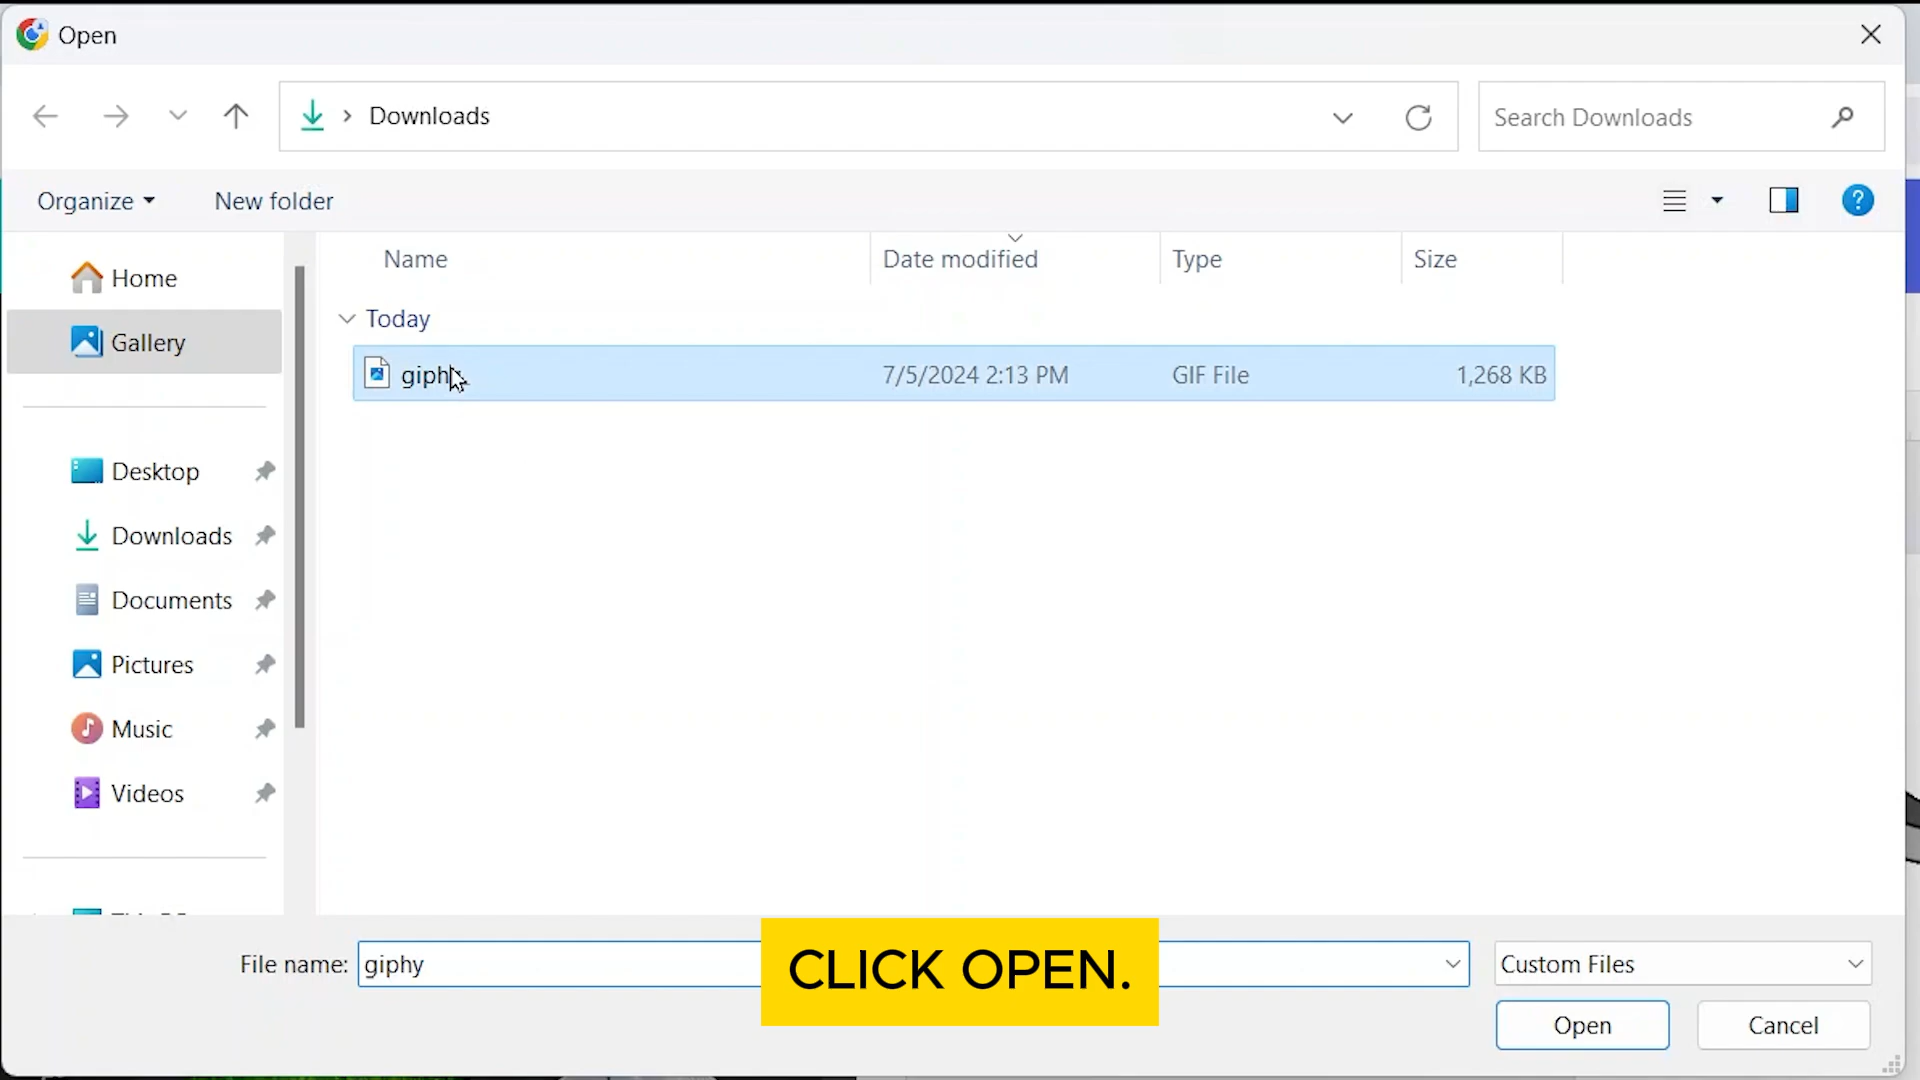 Open
Downloads
Search Downloads
Organize
New folder
?
Name
Date modified
Type
Size
Home
Gallery
Today
giphy
7/5/2024 2:13 PM
GIF File
1,268 KB
Desktop
Downloads
Documents
Pictures
Music
Videos
File name:
giphy
CLICK OPEN.
Custom Files
Open
Cancel